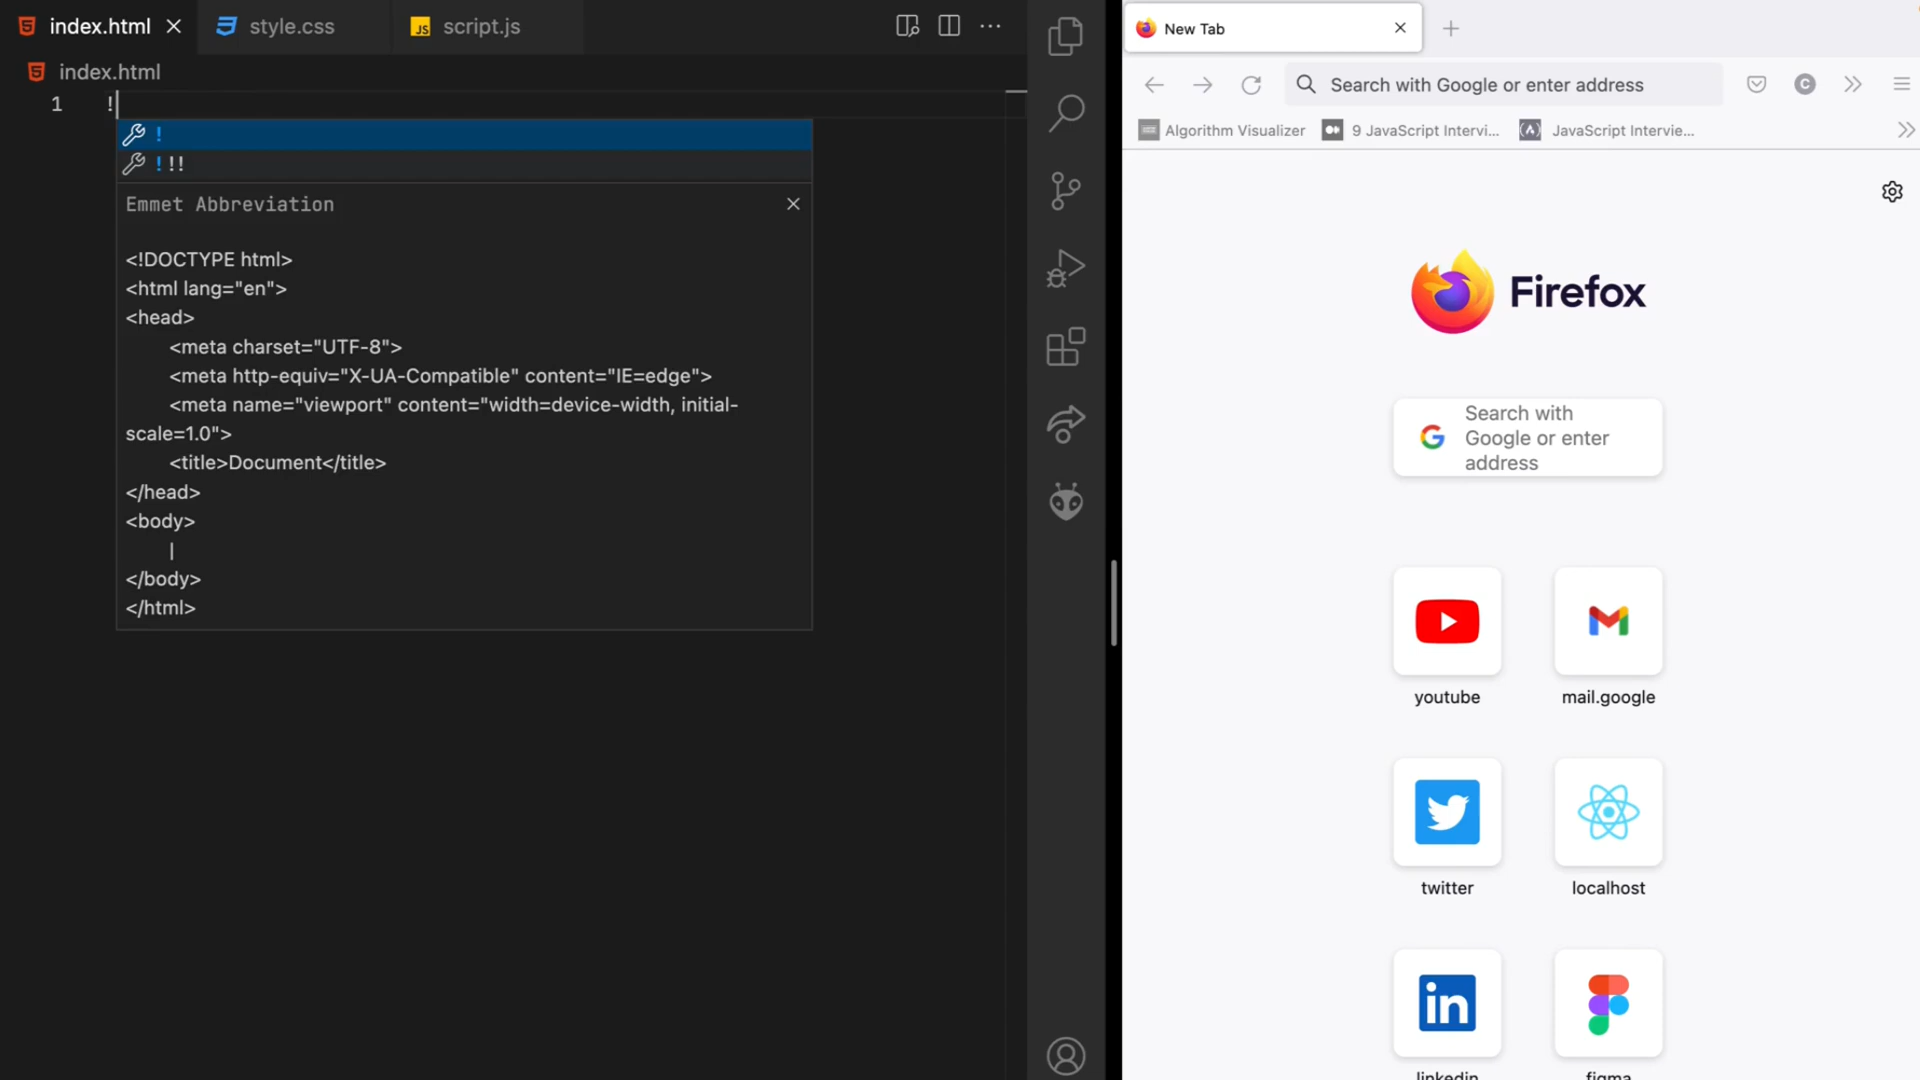 index.html
style.css
JS script.js
index.html
1 !
!
!!!
Emmet Abbreviation
<!DOCTYPE html>
<html lang="en">
<head>
<meta charset="UTF-8">
<meta http-equiv="X-UA-Compatible" content="IE=edge">
<meta name="viewport" content="width=device-width, initial-
scale=1.0">
<title>Document</title>
</head>
<body>
|
</body>
</html>
New Tab
Search with Google or enter address
C
Algorithm Visualizer
9 JavaScript Intervi...
JavaScript Intervie...
Firefox
Search with
Google or enter
address
youtube
mail.google
twitter
localhost
in
linkedin
figma